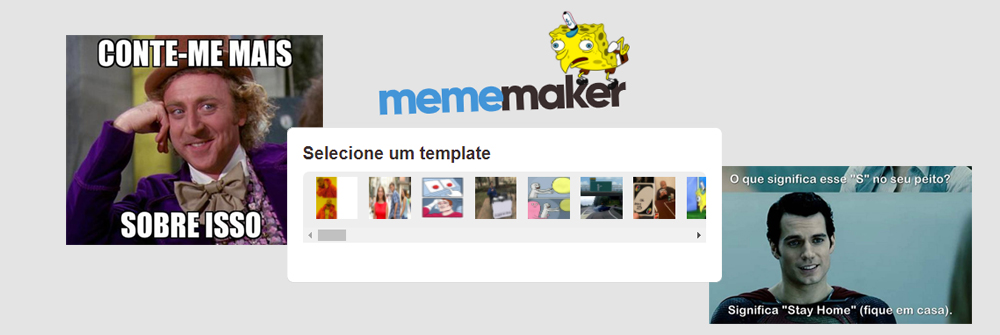 CONTE-ME MAIS
SOBRE ISSO
mememaker
Selecione um template
O que significa esse "S" no seu peito?
Significa "Stay Home" (fique em casa).